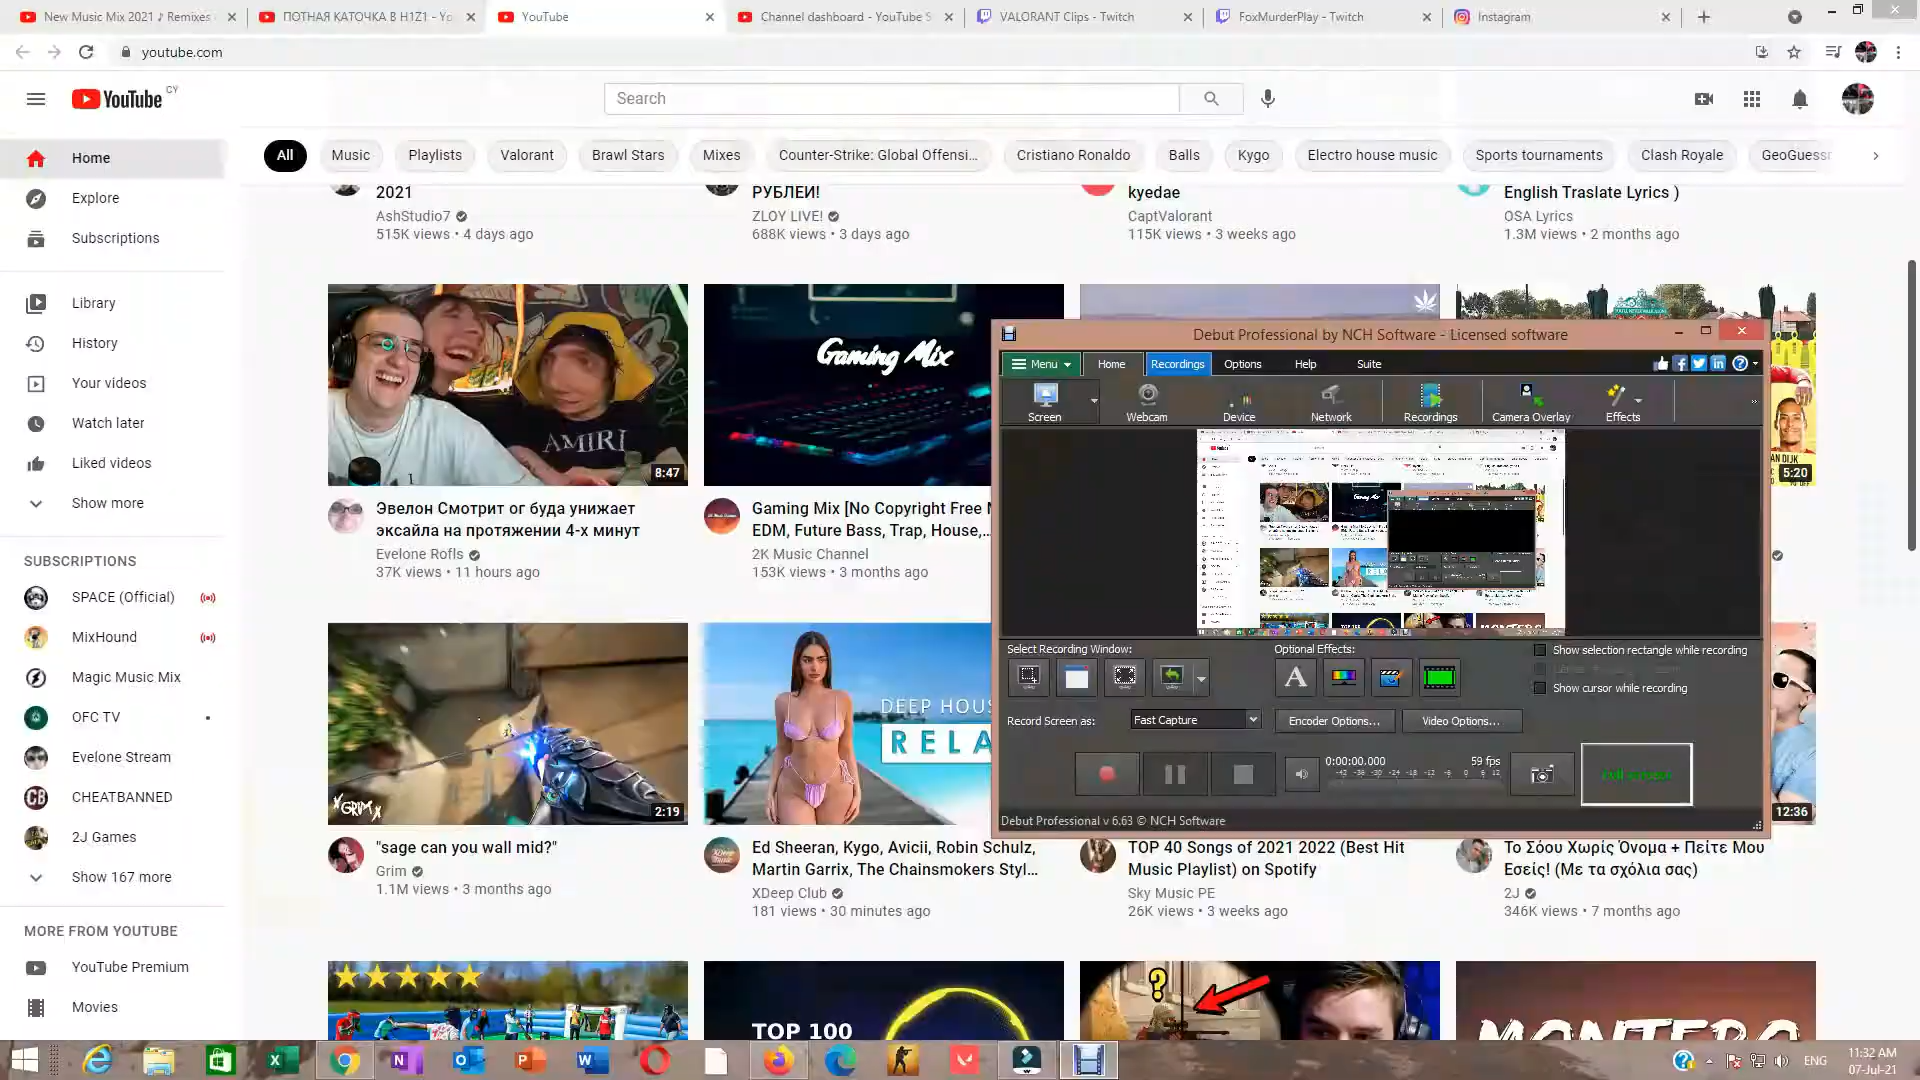 New Music Mix 2021 ♪ Remixes
ПОТНАЯ КАТОЧКА В H1Z1 - Yo
YouTube
Channel dashboard - YouTube S
VALORANT Clips - Twitch
FoxMurderPlay - Twitch
Instagram
youtube.com
YouTube CY
Search
Home
Explore
Subscriptions
Library
History
Your videos
Watch later
Liked videos
Show more
SUBSCRIPTIONS
SPACE (Official)
MixHound
Magic Music Mix
OFC TV
Evelone Stream
CHEATBANNED
2J Games
Show 167 more
MORE FROM YOUTUBE
YouTube Premium
Movies
All
Music
Playlists
Valorant
Brawl Stars
Mixes
Counter-Strike: Global Offensi...
Cristiano Ronaldo
Balls
Kygo
Electro house music
Sports tournaments
Clash Royale
GeoGuessr
2021
AshStudio7
515K views • 4 days ago
РУБЛЕЙ!
ZLOY LIVE!
688K views • 3 days ago
kyedae
CaptValorant
115K views • 3 weeks ago
English Traslate Lyrics )
OSA Lyrics
1.3M views • 2 months ago
AMIRI
8:47
Эвелон Смотрит ог буда унижает
эксайла на протяжении 4-х минут
Evelone Rofls
37K views • 11 hours ago
Gaming Mix
Gaming Mix [No Copyright Free
EDM, Future Bass, Trap, House,...
2K Music Channel
153K views • 3 months ago
5:20
GRIM
2:19
"sage can you wall mid?"
Grim
1.1M views • 3 months ago
DEEP HOUS
RELA
Ed Sheeran, Kygo, Avicii, Robin Schulz,
Martin Garrix, The Chainsmokers Styl...
XDeep Club
181 views • 30 minutes ago
TOP 40 Songs of 2021 2022 (Best Hit
Music Playlist) on Spotify
Sky Music PE
26K views • 3 weeks ago
12:36
Το Σόου Χωρίς Όνομα + Πείτε Μου
Εσείς! (Με τα σχόλια σας)
2J
346K views • 7 months ago
TOP 100
?
MONTERO
Debut Professional by NCH Software - Licensed software
Menu
Home
Recordings
Options
Help
Suite
Screen
Webcam
Device
Network
Recordings
Camera Overlay
Effects
Select Recording Window:
Optional Effects:
Show selection rectangle while recording
Show cursor while recording
Record Screen as:
Fast Capture
Encoder Options...
Video Options...
0:00:00.000
59 fps
-42 -36 -30 -24 -18 -12 -6 0 6 12
Debut Professional v 6.63 © NCH Software
ENG
11:32 AM
07-Jul-21